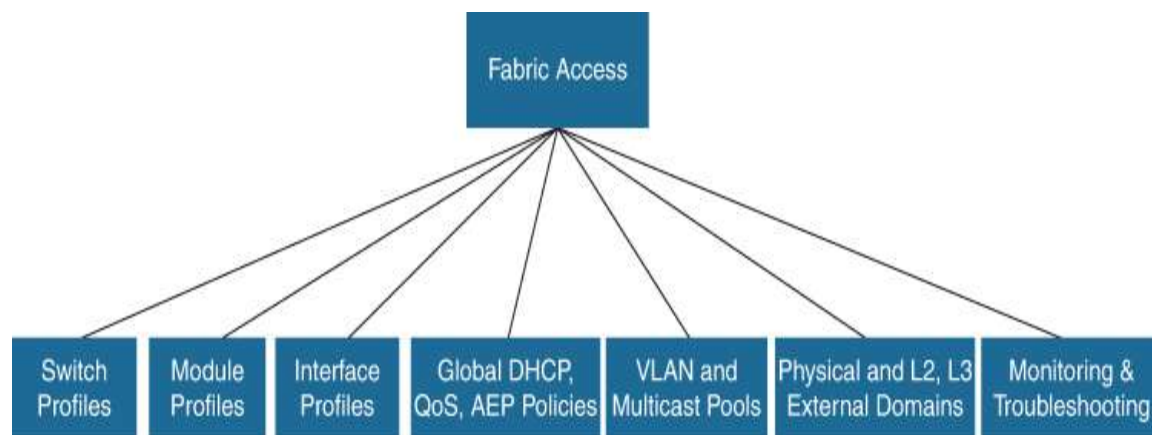 Fabric Access
Switch
Profiles
Module
Profiles
Interface
Profiles
Global DHCP,
QoS, AEP Policies
VLAN and
Multicast Pools
Physical and L2, L3
External Domains
Monitoring &
Troubleshooting